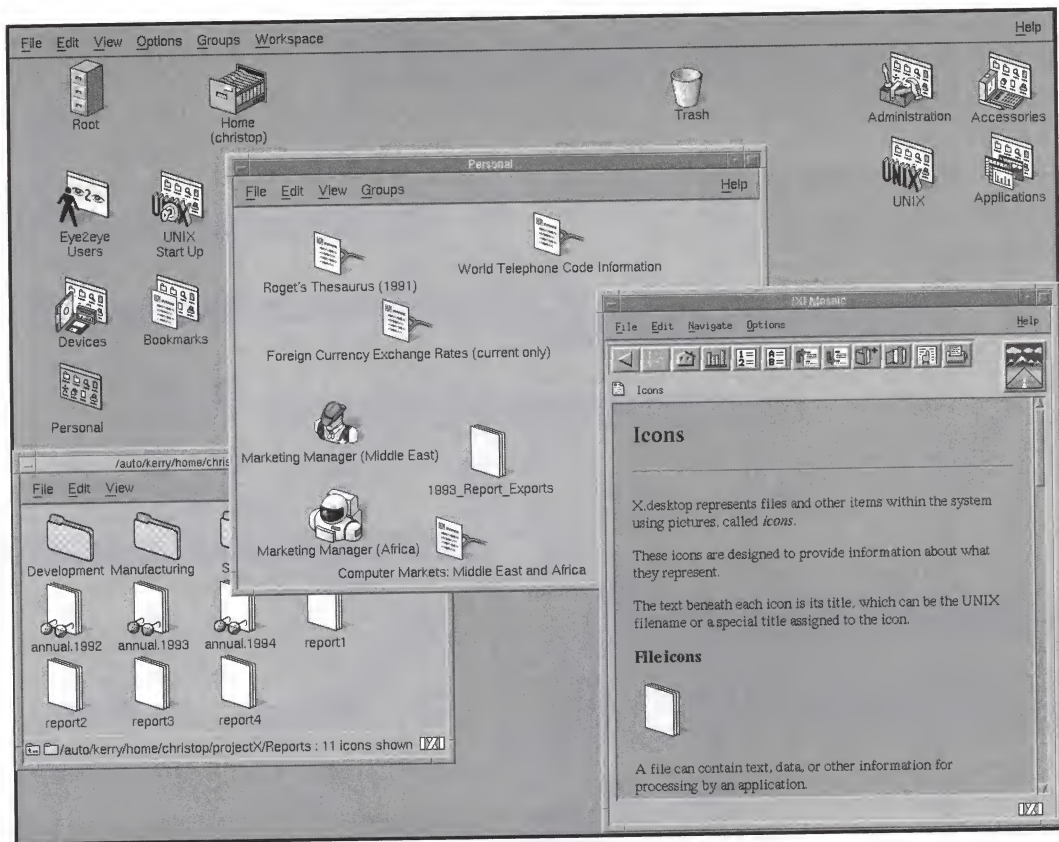 File Edit View Options Groups Workspace Help
Root
Home
(christop)
Trash
Administration
Accessories
Eye2eye
Users
UNIX
Start Up
UNIX
Applications
Devices
Bookmarks
Personal
Personal
File Edit View Groups Help
Roget's Thesaurus (1991)
World Telephone Code Information
Foreign Currency Exchange Rates (current only)
Marketing Manager (Middle East)
1993_Report_Exports
Marketing Manager (Africa)
Computer Markets: Middle East and Africa
/auto/kerry/home/chris
File Edit View
Development Manufacturing S
annual.1992 annual.1993 annual.1994 report1
report2 report3 report4
/auto/kerry/home/christop/projectX/Reports : 11 icons shown IXI
IXI Mosaic
File Edit Navigate Options Help
Icons
Icons
X.desktop represents files and other items within the system
using pictures, called icons.
These icons are designed to provide information about what
they represent.
The text beneath each icon is its title, which can be the UNIX
filename or a special title assigned to the icon.
File icons
A file can contain text, data, or other information for
processing by an application.
IXI